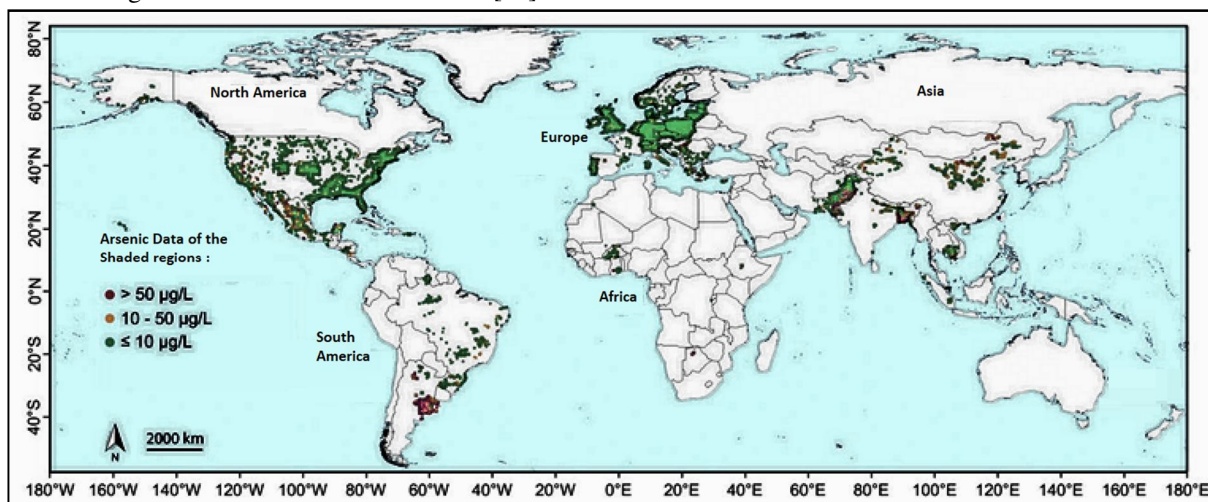 80°N
60°N
40°N
20°N
0°N
20°S
40°S
North America
Europe
Asia
Africa
South
America
Arsenic Data of the
Shaded regions :
> 50 µg/L
10 - 50 µg/L
≤ 10 µg/L
N
2000 km
180°W 160°W 140°W 120°W 100°W 80°W 60°W 40°W 20°W 0°E 20°E 40°E 60°E 80°E 100°E 120°E 140°E 160°E 180°E